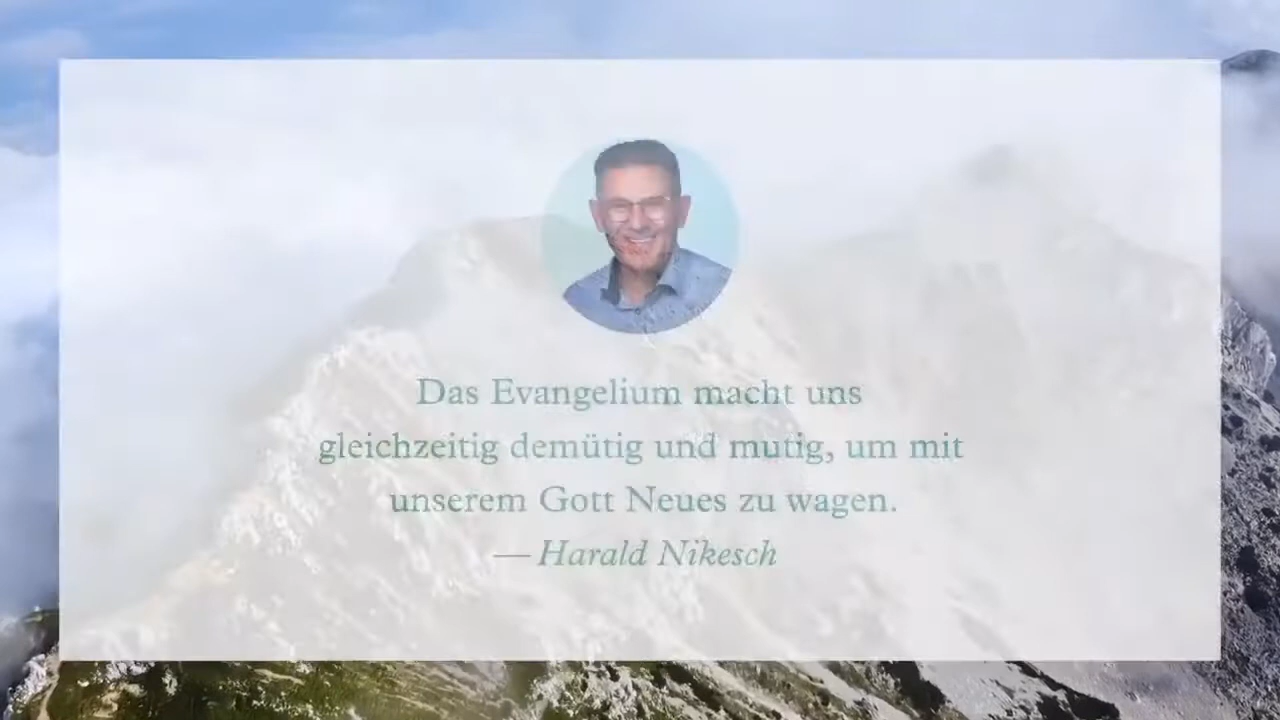 Das Evangelium macht uns
gleichzeitig demütig und mutig, um mit
unserem Gott Neues zu wagen.
— Harald Nikesch